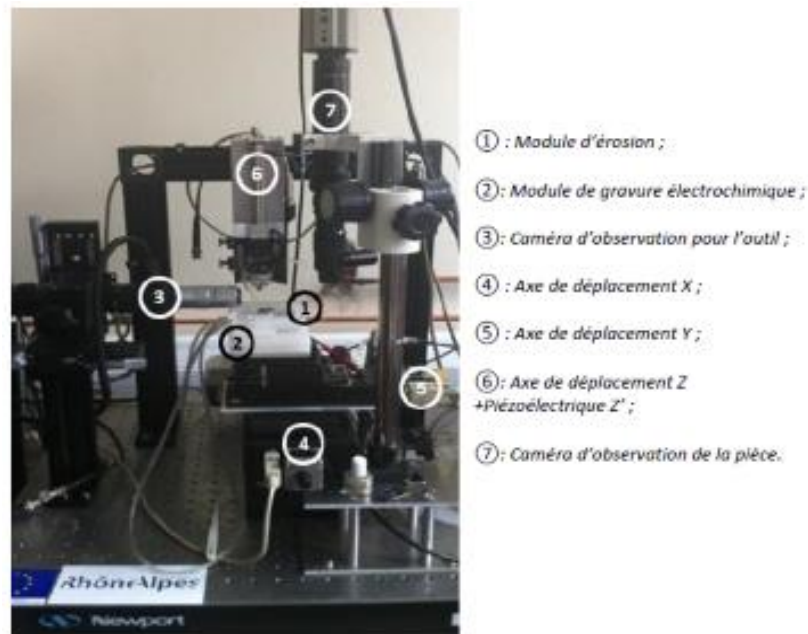 7
6
3
1
2
5
4
RhôneAlpes
Newport
① : Module d'érosion ;
②: Module de gravure électrochimique ;
③: Caméra d'observation pour l'outil ;
④ : Axe de déplacement X ;
⑤ : Axe de déplacement Y ;
⑥: Axe de déplacement Z
+Piézoélectrique Z' ;
⑦: Caméra d'observation de la pièce.